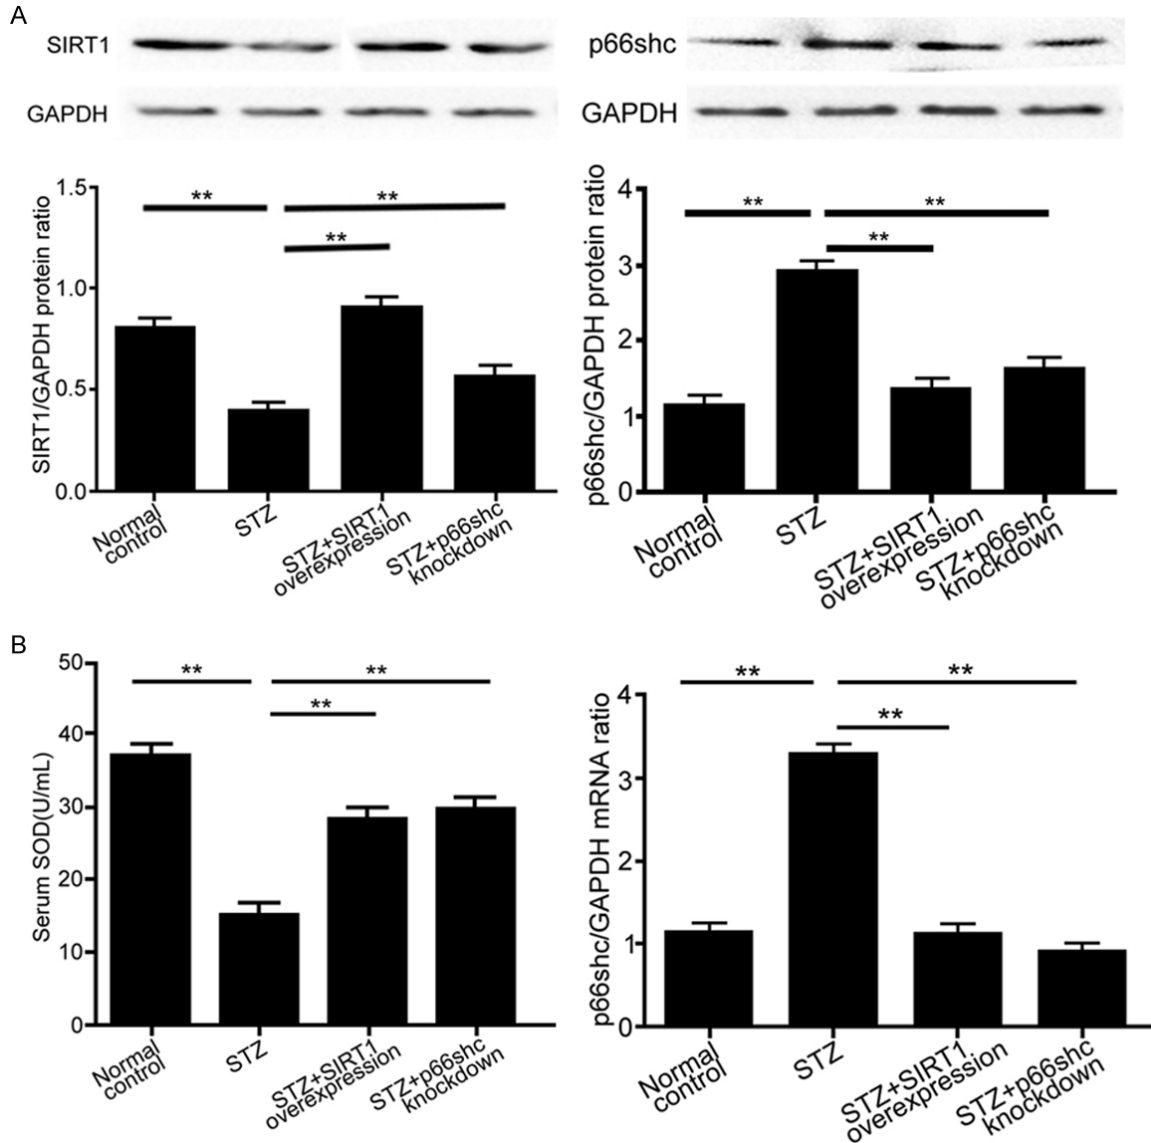 A
SIRT1
GAPDH
p66shc
GAPDH
SIRT1/GAPDH protein ratio
1.5
1.0
0.5
0.0
**
**
**
Normal
control
STZ
STZ+SIRT1
overexpression
STZ+p66shc
knockdown
p66shc/GAPDH protein ratio
4
3
2
1
0
**
**
**
Normal
control
STZ
STZ+SIRT1
overexpression
STZ+p66shc
knockdown
B
Serum SOD(U/mL)
50
40
30
20
10
0
**
**
**
Normal
control
STZ
STZ+SIRT1
overexpression
STZ+p66shc
knockdown
p66shc/GAPDH mRNA ratio
4
3
2
1
0
**
**
**
Normal
control
STZ
STZ+SIRT1
overexpression
STZ+p66shc
knockdown